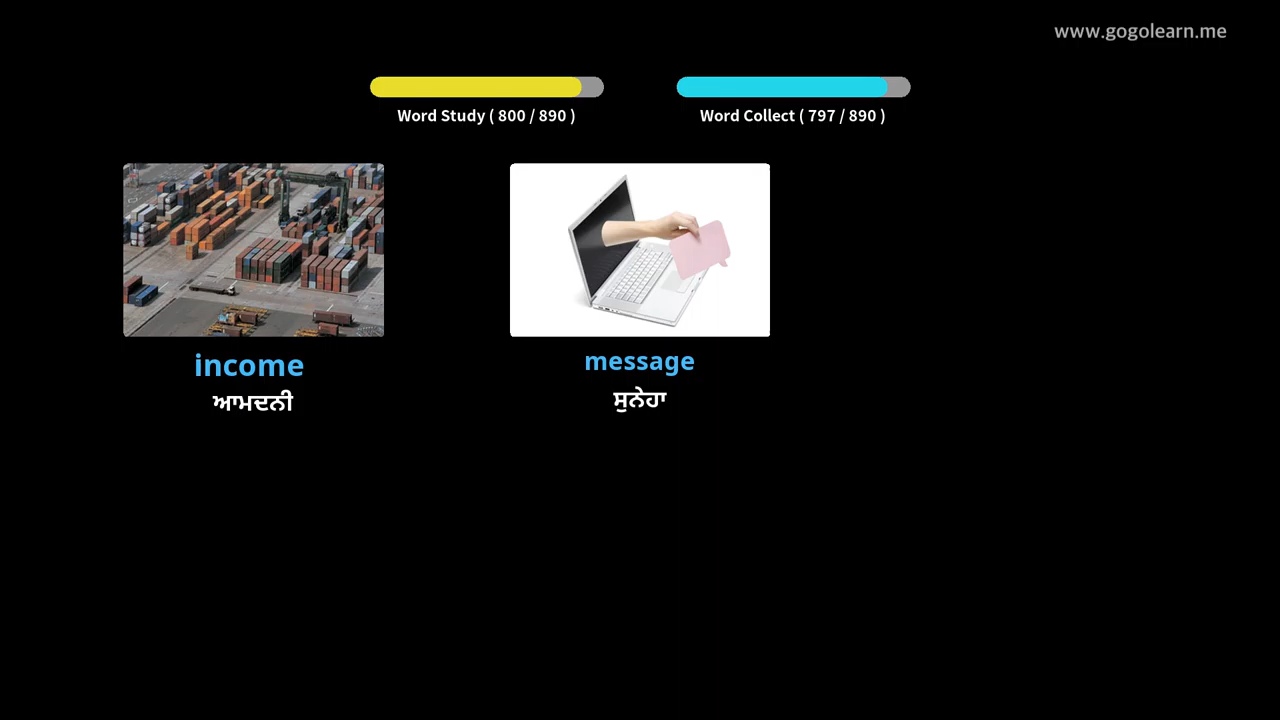 www.gogolearn.me
Word Study ( 800 / 890 )
Word Collect ( 797 / 890 )
income
ਆਮਦਨੀ
message
ਸੁਨੇਹਾ